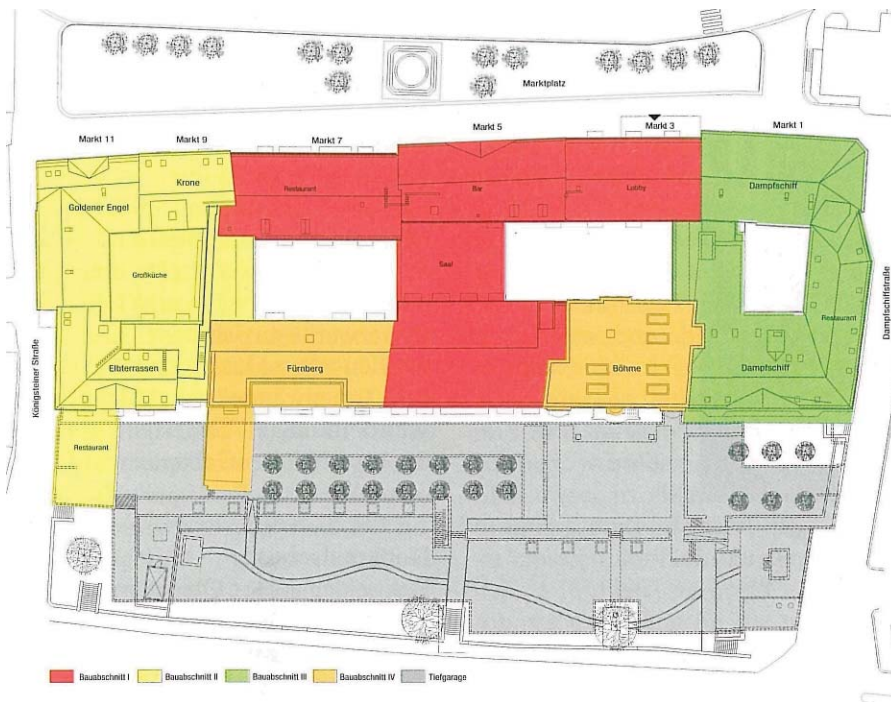 Marktplatz
Markt 11
Markt 9
Markt 7
Markt 5
Markt 3
Markt 1
Krone
Goldener Engel
Restaurant
Bar
Lobby
Dampfschiff
Großküche
Saal
Restaurant
Elbterrassen
Fürnberg
Böhme
Dampfschiff
Restaurant
Königsteiner Straße
Dampfschiffstraße
Bauabschnitt I
Bauabschnitt II
Bauabschnitt III
Bauabschnitt IV
Tiefgarage